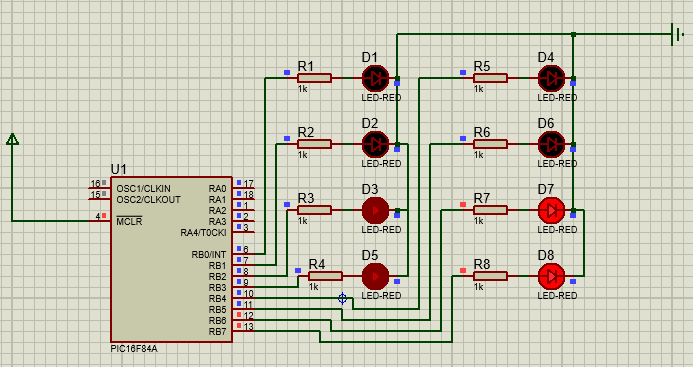 R1
1k
D1
LED-RED
R5
1k
D4
LED-RED
R2
1k
D2
LED-RED
R6
1k
D6
LED-RED
R3
1k
D3
LED-RED
R7
1k
D7
LED-RED
R4
1k
D5
LED-RED
R8
1k
D8
LED-RED
U1
16 OSC1/CLKIN RA0 17
15 OSC2/CLKOUT RA1 18
RA2 1
4 MCLR RA3 2
RA4/T0CKI 3
RB0/INT 6
RB1 7
RB2 8
RB3 9
RB4 10
RB5 11
RB6 12
RB7 13
PIC16F84A